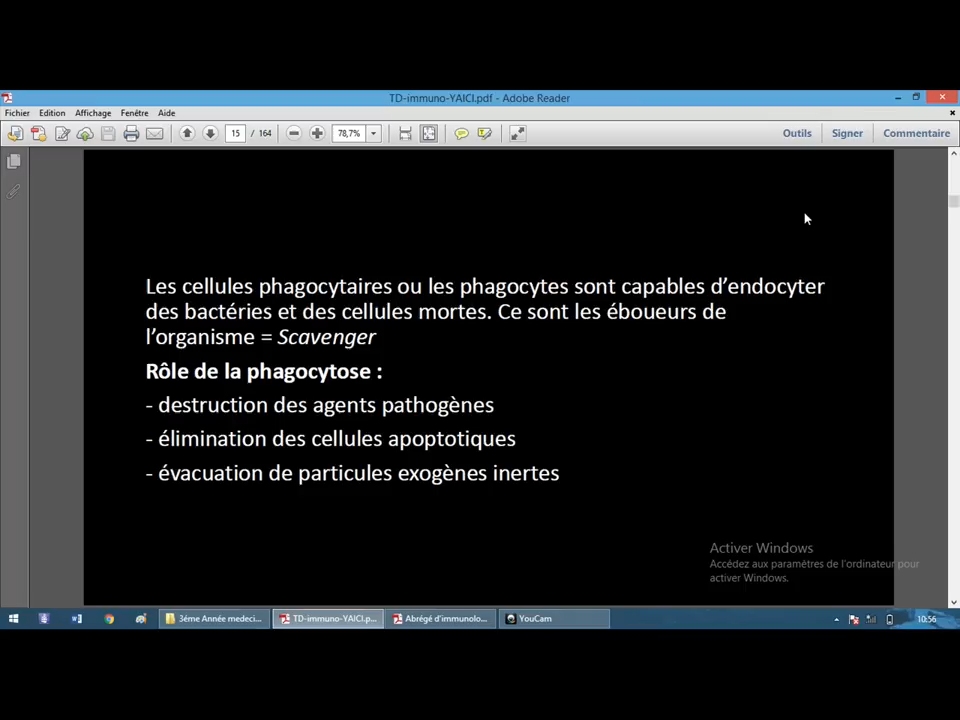 TD-immuno-YAICI.pdf - Adobe Reader
Fichier Edition Affichage Fenêtre Aide
15 / 164 78,7% Outils Signer Commentaire
Les cellules phagocytaires ou les phagocytes sont capables d'endocyter
des bactéries et des cellules mortes. Ce sont les éboueurs de
l'organisme = Scavenger
Rôle de la phagocytose :
- destruction des agents pathogènes
- élimination des cellules apoptotiques
- évacuation de particules exogènes inertes
Activer Windows
Accédez aux paramètres de l'ordinateur pour
activer Windows.
3éme Année medeci... TD-immuno-YAICI.p... Abrégé d'immunolo... YouCam 10:56